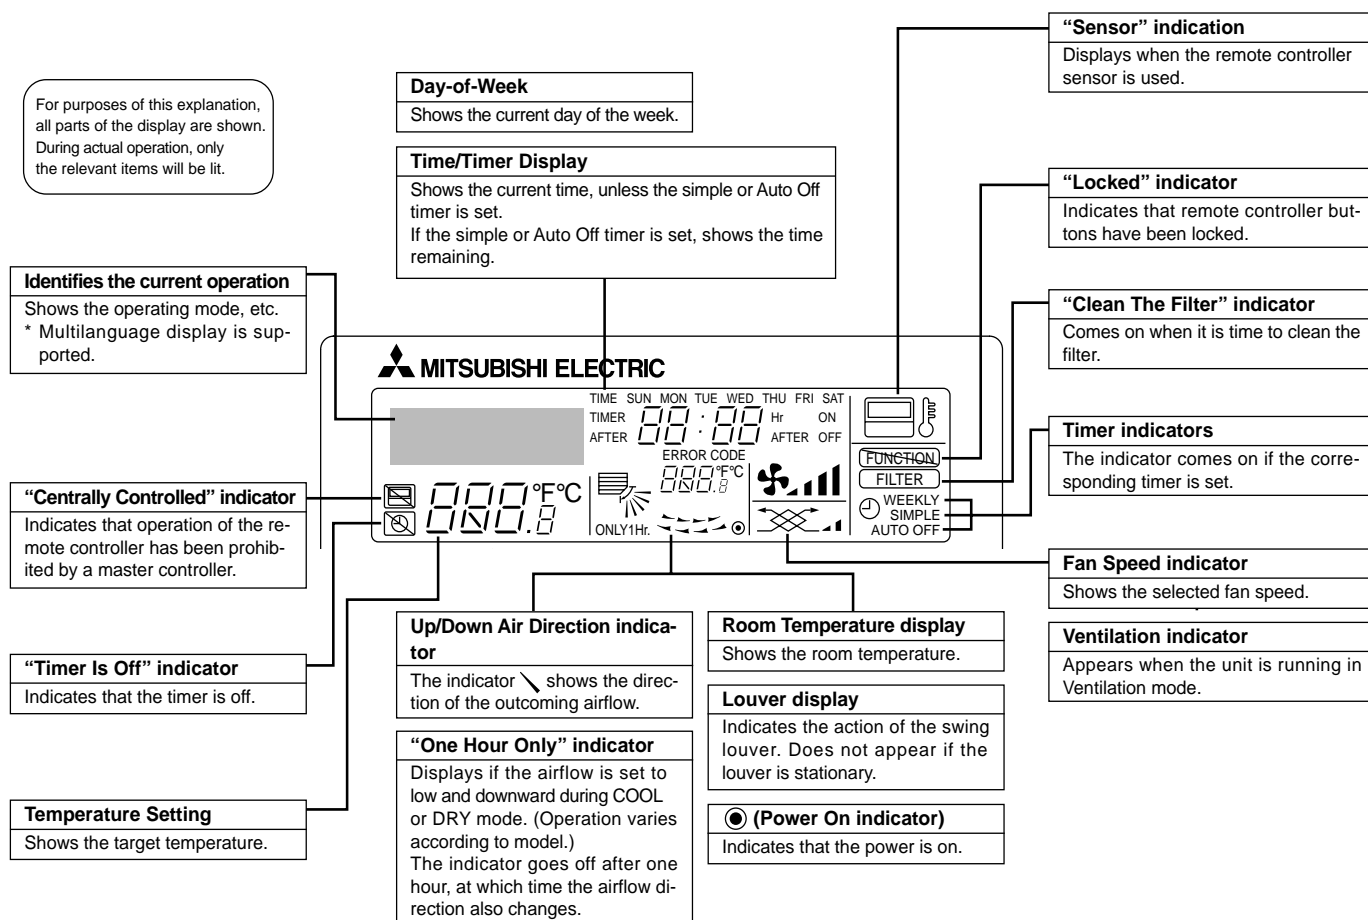 For purposes of this explanation,
all parts of the display are shown.
During actual operation, only
the relevant items will be lit.
Day-of-Week
Shows the current day of the week.
Time/Timer Display
Shows the current time, unless the simple or Auto Off
timer is set.
If the simple or Auto Off timer is set, shows the time
remaining.
“Sensor” indication
Displays when the remote controller
sensor is used.
“Locked” indicator
Indicates that remote controller but-
tons have been locked.
Identifies the current operation
Shows the operating mode, etc.
* Multilanguage display is sup-
ported.
“Clean The Filter” indicator
Comes on when it is time to clean the
filter.
MITSUBISHI ELECTRIC
TIME SUN MON TUE WED THU FRI SAT
TIMER 88:88 Hr ON
AFTER AFTER OFF
ERROR CODE
888.8 °F°C
888.8 °F°C
ONLY1Hr.
FUNCTION
FILTER
WEEKLY
SIMPLE
AUTO OFF
Timer indicators
The indicator comes on if the corre-
sponding timer is set.
“Centrally Controlled” indicator
Indicates that operation of the re-
mote controller has been prohib-
ited by a master controller.
Fan Speed indicator
Shows the selected fan speed.
“Timer Is Off” indicator
Indicates that the timer is off.
Up/Down Air Direction indica-
tor
The indicator shows the direc-
tion of the outcoming airflow.
Room Temperature display
Shows the room temperature.
Ventilation indicator
Appears when the unit is running in
Ventilation mode.
Louver display
Indicates the action of the swing
louver. Does not appear if the
louver is stationary.
“One Hour Only” indicator
Displays if the airflow is set to
low and downward during COOL
or DRY mode. (Operation varies
according to model.)
The indicator goes off after one
hour, at which time the airflow di-
rection also changes.
Temperature Setting
Shows the target temperature.
(Power On indicator)
Indicates that the power is on.